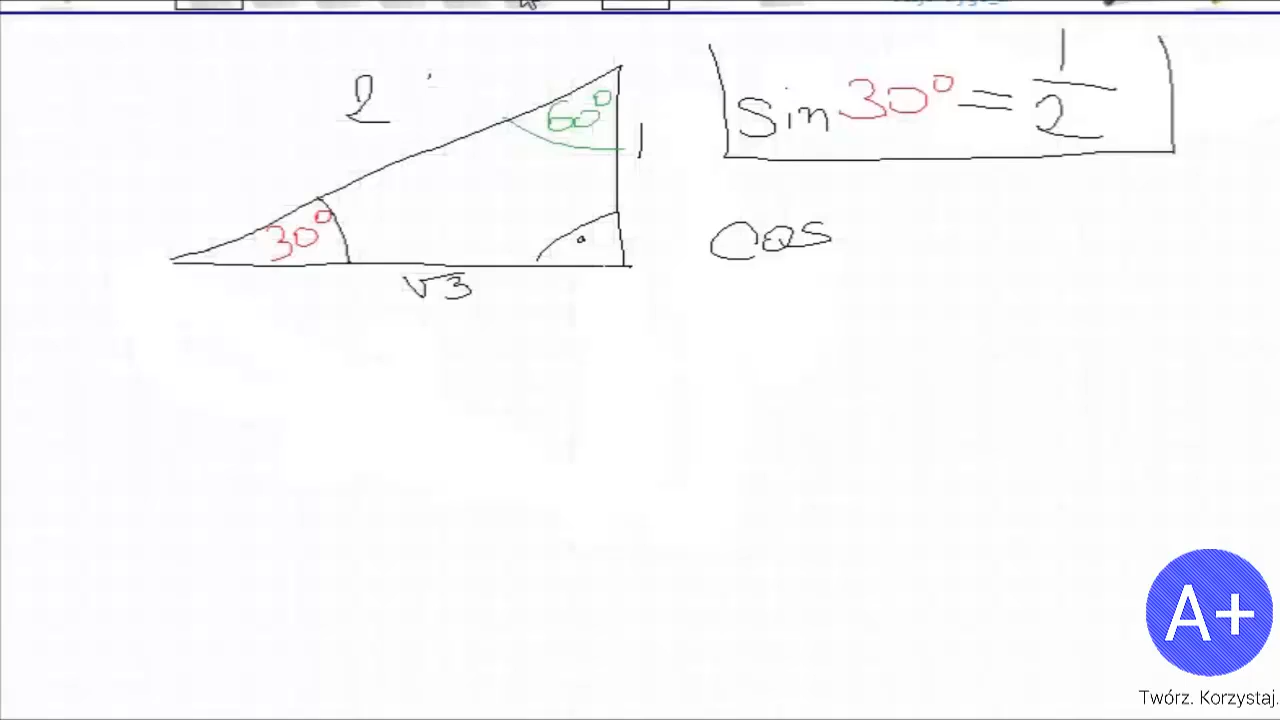 2
60°
1
30°
√3
sin 30° = 1/2
cos
A+
Twórz. Korzystaj.